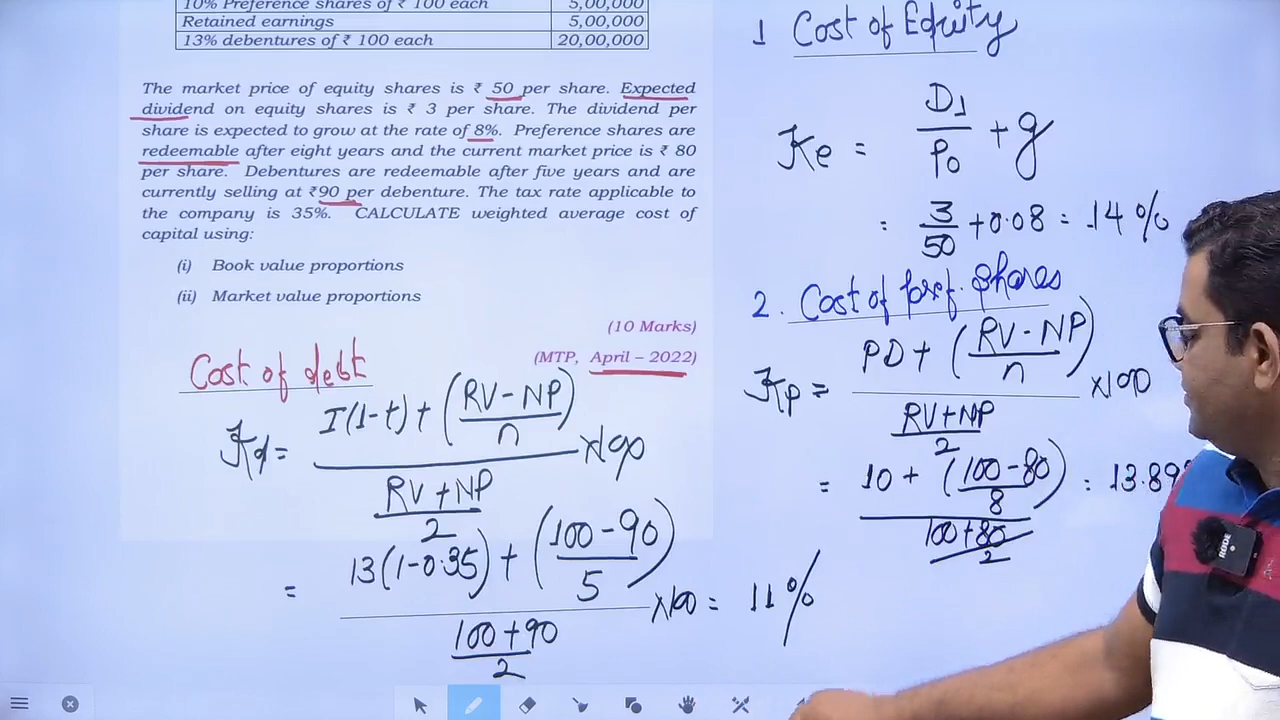 10% Preference shares of ₹ 100 each 5,00,000
Retained earnings 5,00,000
13% debentures of ₹ 100 each 20,00,000
The market price of equity shares is ₹ 50 per share. Expected
dividend on equity shares is ₹ 3 per share. The dividend per
share is expected to grow at the rate of 8%. Preference shares are
redeemable after eight years and the current market price is ₹ 80
per share. Debentures are redeemable after five years and are
currently selling at ₹90 per debenture. The tax rate applicable to
the company is 35%. CALCULATE weighted average cost of
capital using:
(i) Book value proportions
(ii) Market value proportions
(10 Marks)
(MTP, April – 2022)
Cost of debt
Kd = I(1-t) + (RV - NP / n) / (RV + NP / 2) × 100
= 13(1-0.35) + (100 - 90 / 5) / (100 + 90 / 2) × 100 = 11%
1 Cost of Equity
Ke = D1 / P0 + g
: 3 / 50 + 0.08 = .14%
2. Cost of pref. shares
Kp = PD + (RV - NP / n) / (RV + NP / 2) × 100
= 10 + (100 - 80 / 8) / (100 + 80 / 2) : 13.89
RODE